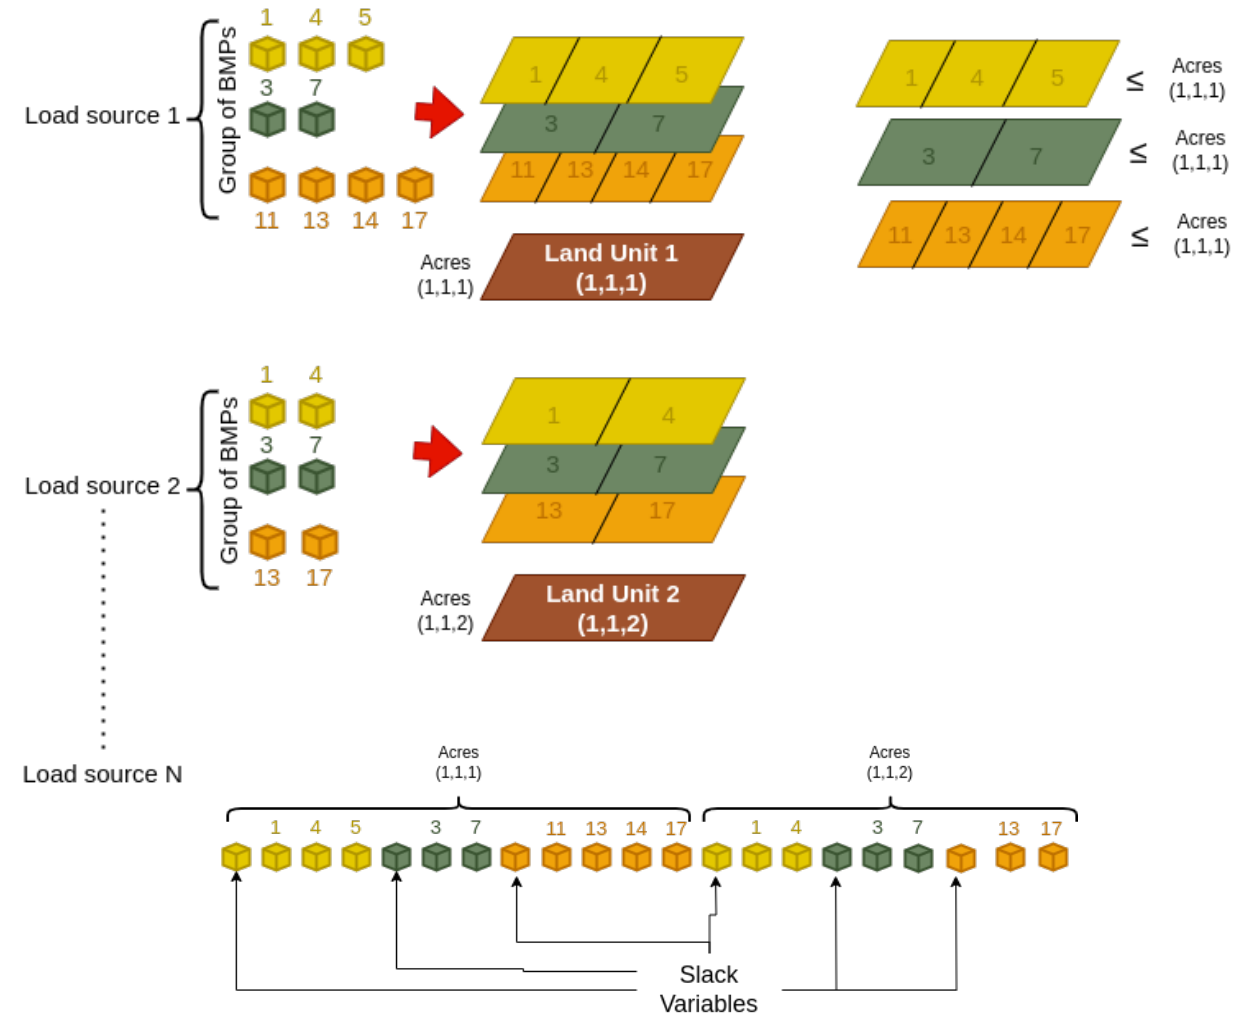 1 4 5
Group of BMPs
3 7
Load source 1
11 13 14 17
1 4 5
3 7
11 13 14 17
Acres
(1,1,1)
Land Unit 1
(1,1,1)
1 4 5
≤
Acres
(1,1,1)
3 7
≤
Acres
(1,1,1)
11 13 14 17
≤
Acres
(1,1,1)
1 4
Group of BMPs
3 7
Load source 2
13 17
1 4
3 7
13 17
Acres
(1,1,2)
Land Unit 2
(1,1,2)
Load source N
Acres
(1,1,1)
Acres
(1,1,2)
1 4 5 3 7 11 13 14 17 1 4 3 7 13 17
Slack
Variables